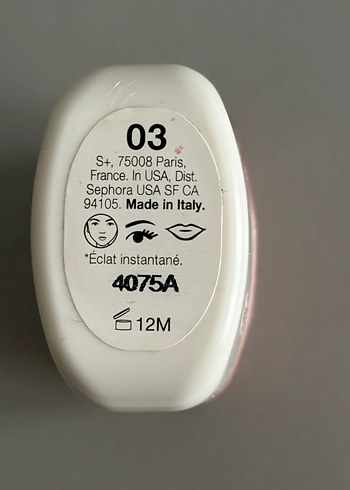 03
S+, 75008 Paris,
France. In USA, Dist.
Sephora USA SF CA
94105. Made in Italy.
*Éclat instantané.
4075A
12M